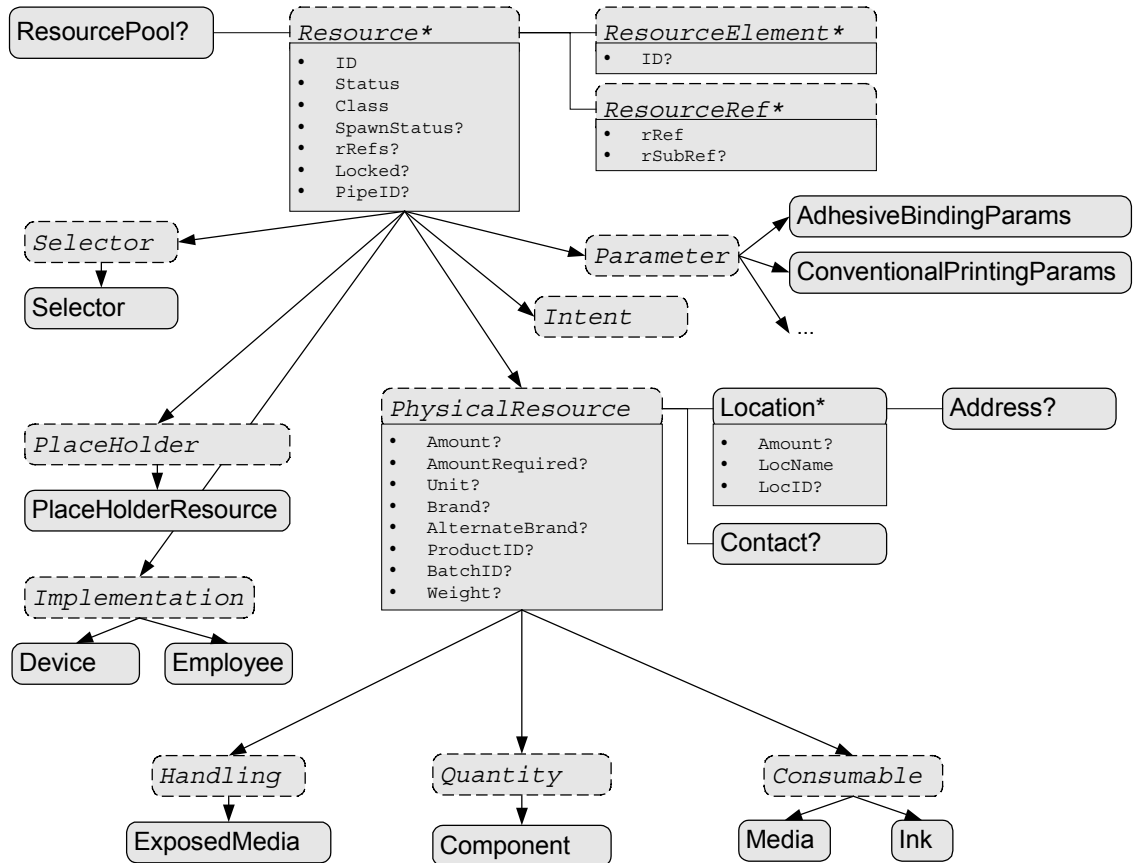 ResourcePool?
Resource*
• ID
• Status
• Class
• SpawnStatus?
• rRefs?
• Locked?
• PipeID?
ResourceElement*
• ID?
ResourceRef*
• rRef
• rSubRef?
Selector
Selector
Parameter
AdhesiveBindingParams
ConventionalPrintingParams
...
Intent
PlaceHolder
PlaceHolderResource
Implementation
Device
Employee
PhysicalResource
• Amount?
• AmountRequired?
• Unit?
• Brand?
• AlternateBrand?
• ProductID?
• BatchID?
• Weight?
Location*
• Amount?
• LocName
• LocID?
Address?
Contact?
Handling
ExposedMedia
Quantity
Component
Consumable
Media
Ink